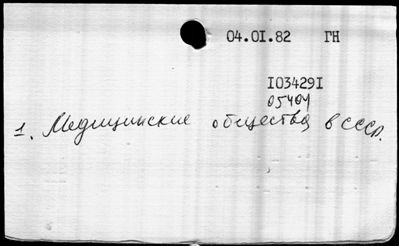 04.01.82 ГН
1034291
05404
1. Медицинские общества в СССР.